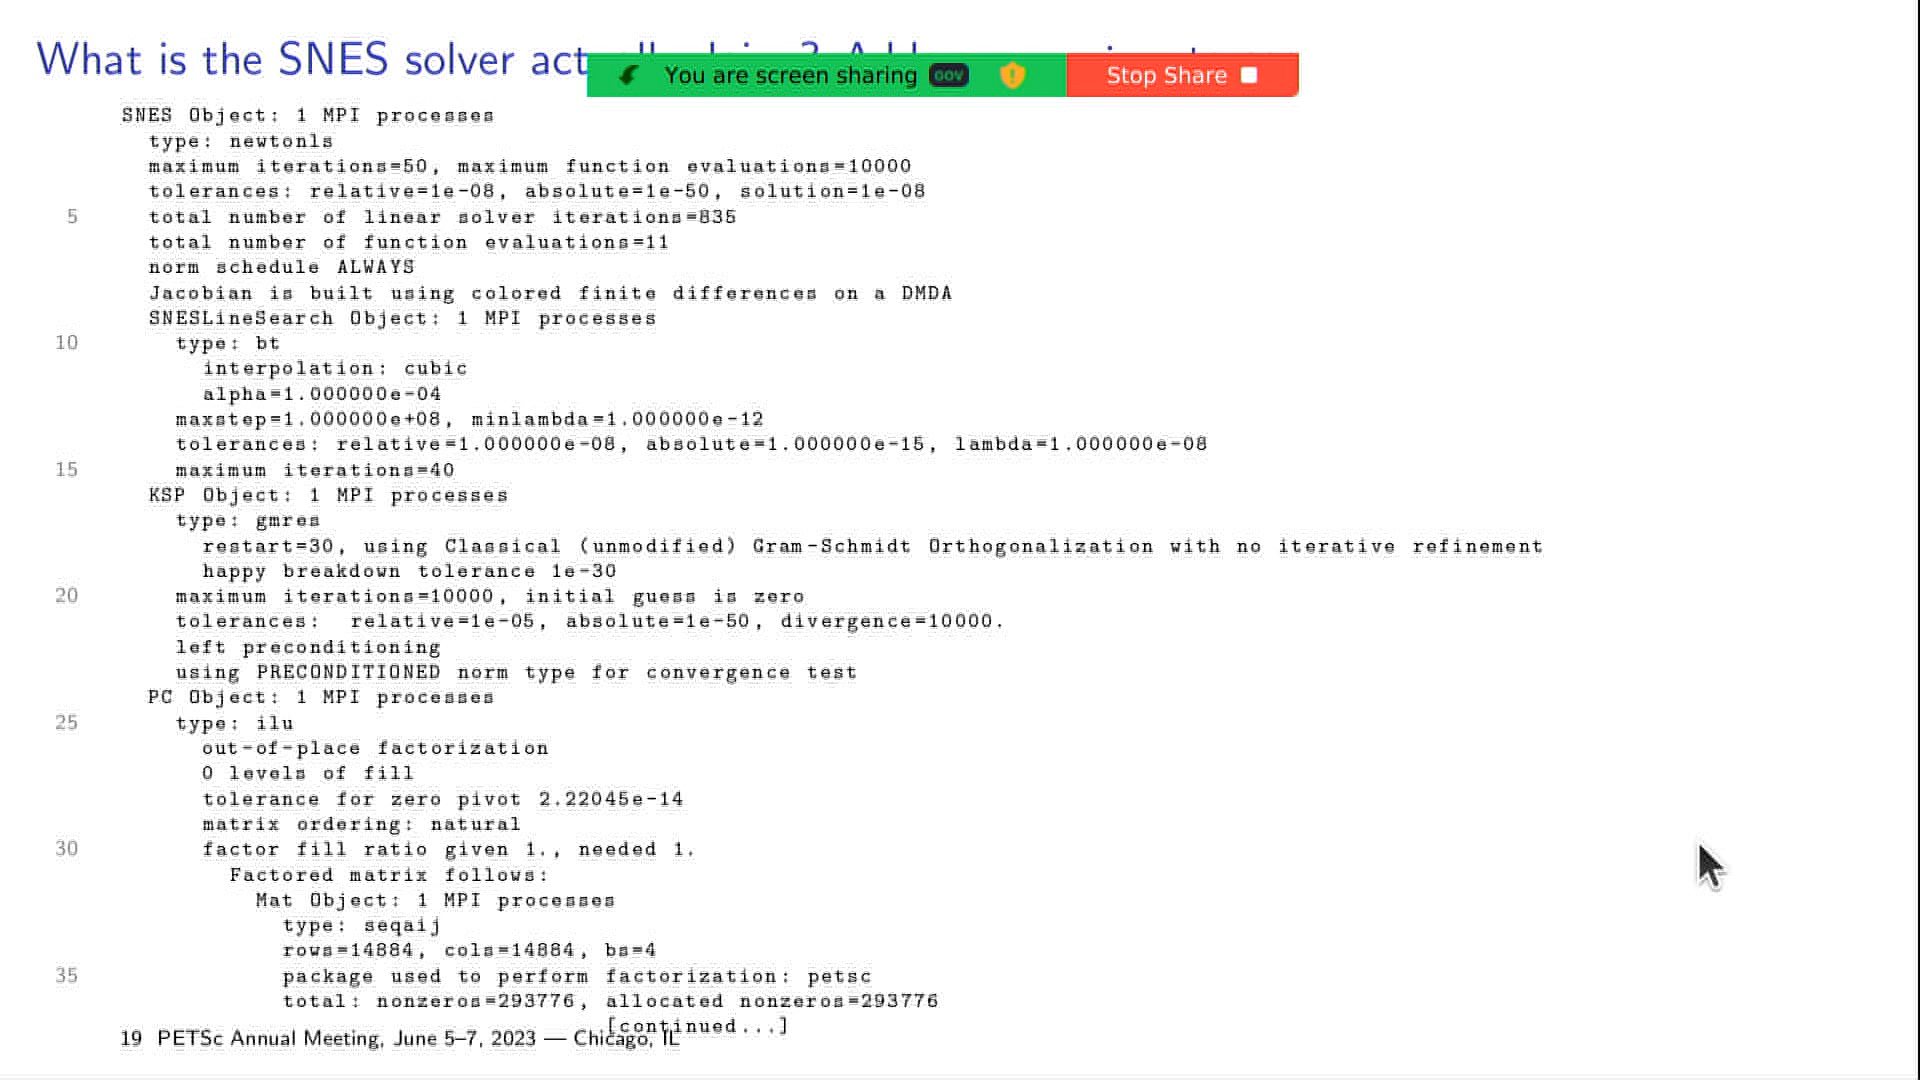 What is the SNES solver act
You are screen sharing GOV
Stop Share
SNES Object: 1 MPI processes
type: newtonls
maximum iterations=50, maximum function evaluations=10000
tolerances: relative=1e-08, absolute=1e-50, solution=1e-08
5 total number of linear solver iterations=835
total number of function evaluations=11
norm schedule ALWAYS
Jacobian is built using colored finite differences on a DMDA
SNESLineSearch Object: 1 MPI processes
10 type: bt
interpolation: cubic
alpha=1.000000e-04
maxstep=1.000000e+08, minlambda=1.000000e-12
tolerances: relative=1.000000e-08, absolute=1.000000e-15, lambda=1.000000e-08
15 maximum iterations=40
KSP Object: 1 MPI processes
type: gmres
restart=30, using Classical (unmodified) Gram-Schmidt Orthogonalization with no iterative refinement
happy breakdown tolerance 1e-30
20 maximum iterations=10000, initial guess is zero
tolerances: relative=1e-05, absolute=1e-50, divergence=10000.
left preconditioning
using PRECONDITIONED norm type for convergence test
PC Object: 1 MPI processes
25 type: ilu
out-of-place factorization
0 levels of fill
tolerance for zero pivot 2.22045e-14
matrix ordering: natural
30 factor fill ratio given 1., needed 1.
Factored matrix follows:
Mat Object: 1 MPI processes
type: seqaij
rows=14884, cols=14884, bs=4
35 package used to perform factorization: petsc
total: nonzeros=293776, allocated nonzeros=293776
[continued...]
19 PETSc Annual Meeting, June 5–7, 2023 — Chicago, IL